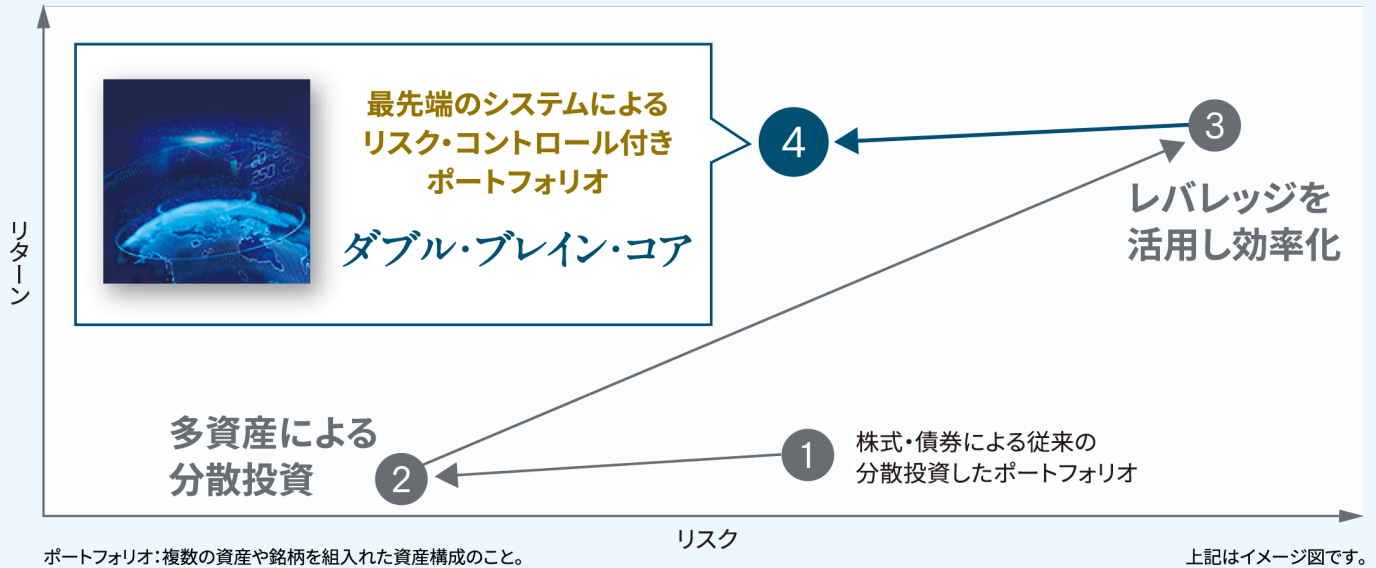 リターン
最先端のシステムによる
リスク・コントロール付き
ポートフォリオ
ダブル・ブレイン・コア
4
3
レバレッジを
活用し効率化
多資産による
分散投資
2
1
株式・債券による従来の
分散投資したポートフォリオ
リスク
ポートフォリオ：複数の資産や銘柄を組入れた資産構成のこと。
上記はイメージ図です。